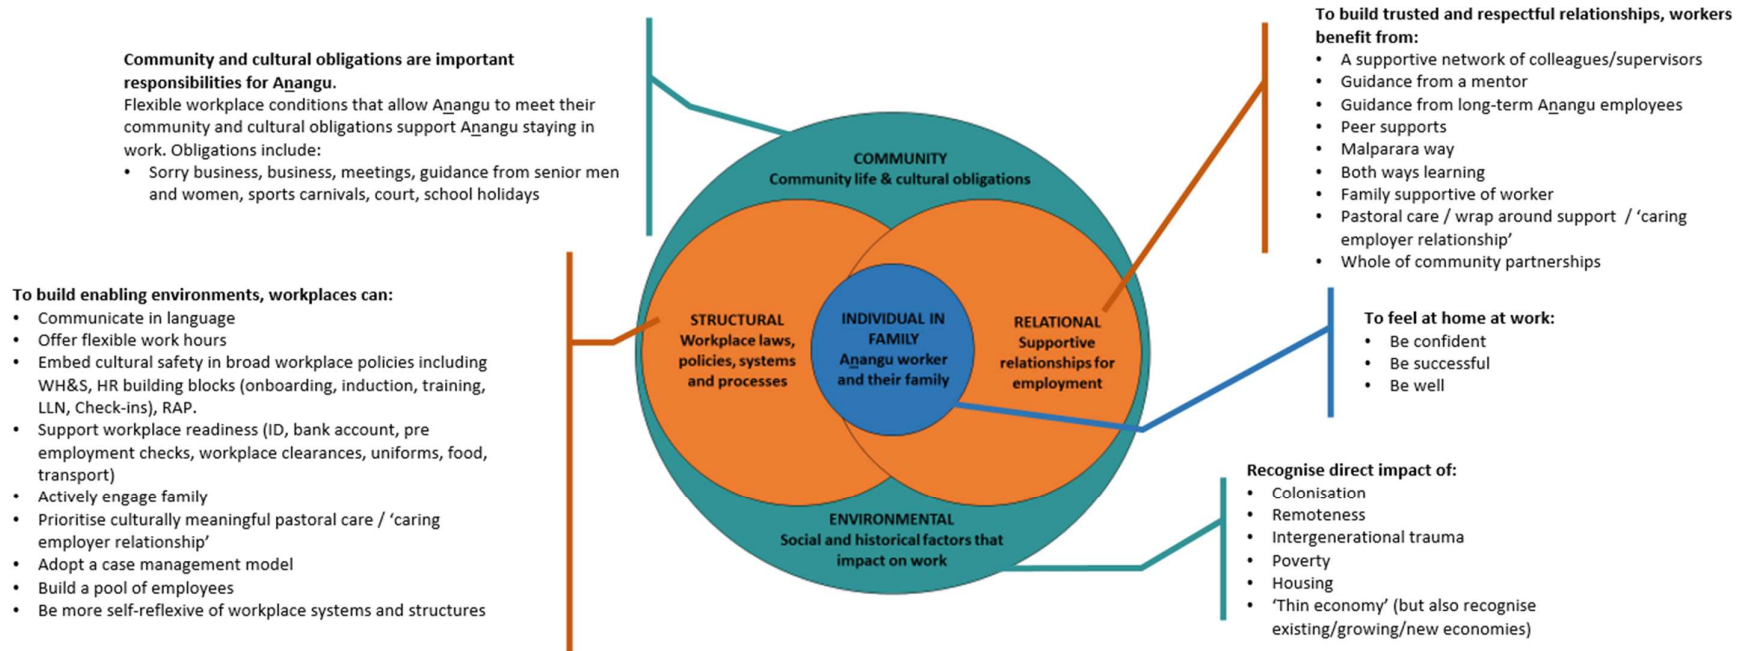 Community and cultural obligations are important
responsibilities for Aṉangu.
Flexible workplace conditions that allow Aṉangu to meet their
community and cultural obligations support Aṉangu staying in
work. Obligations include:
• Sorry business, business, meetings, guidance from senior men
and women, sports carnivals, court, school holidays
To build enabling environments, workplaces can:
• Communicate in language
• Offer flexible work hours
• Embed cultural safety in broad workplace policies including
WH&S, HR building blocks (onboarding, induction, training,
LLN, Check-ins), RAP.
• Support workplace readiness (ID, bank account, pre
employment checks, workplace clearances, uniforms, food,
transport)
• Actively engage family
• Prioritise culturally meaningful pastoral care / ‘caring
employer relationship’
• Adopt a case management model
• Build a pool of employees
• Be more self-reflexive of workplace systems and structures
COMMUNITY
Community life & cultural obligations
STRUCTURAL
Workplace laws,
policies, systems
and processes
INDIVIDUAL IN
FAMILY
Aṉangu worker
and their family
RELATIONAL
Supportive
relationships for
employment
ENVIRONMENTAL
Social and historical factors that
impact on work
To build trusted and respectful relationships, workers
benefit from:
• A supportive network of colleagues/supervisors
• Guidance from a mentor
• Guidance from long-term Aṉangu employees
• Peer supports
• Malparara way
• Both ways learning
• Family supportive of worker
• Pastoral care / wrap around support / ‘caring
employer relationship’
• Whole of community partnerships
To feel at home at work:
• Be confident
• Be successful
• Be well
Recognise direct impact of:
• Colonisation
• Remoteness
• Intergenerational trauma
• Poverty
• Housing
• ‘Thin economy’ (but also recognise
existing/growing/new economies)